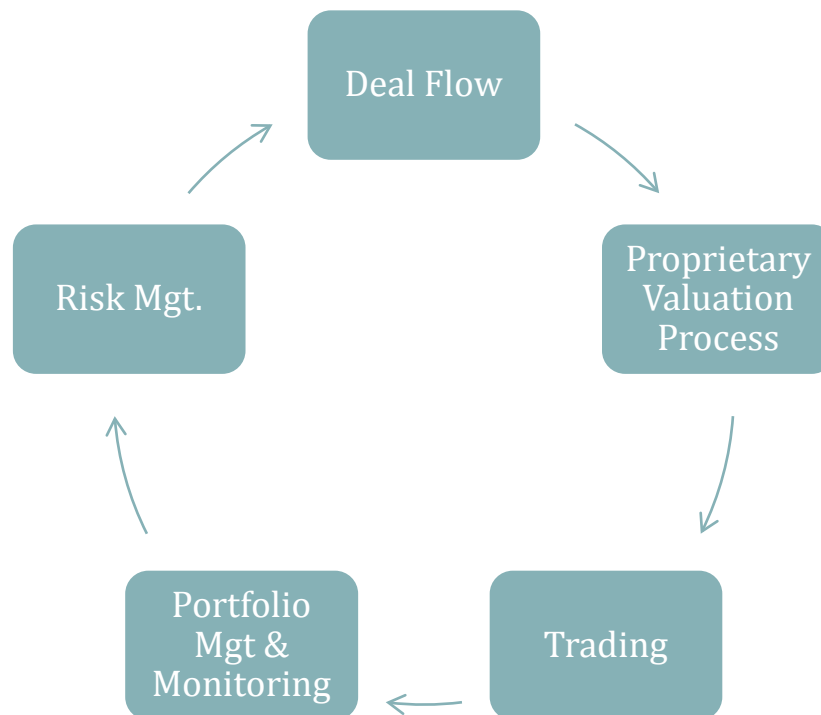 Deal Flow
Proprietary
Valuation
Process
Trading
Portfolio
Mgt &
Monitoring
Risk Mgt.